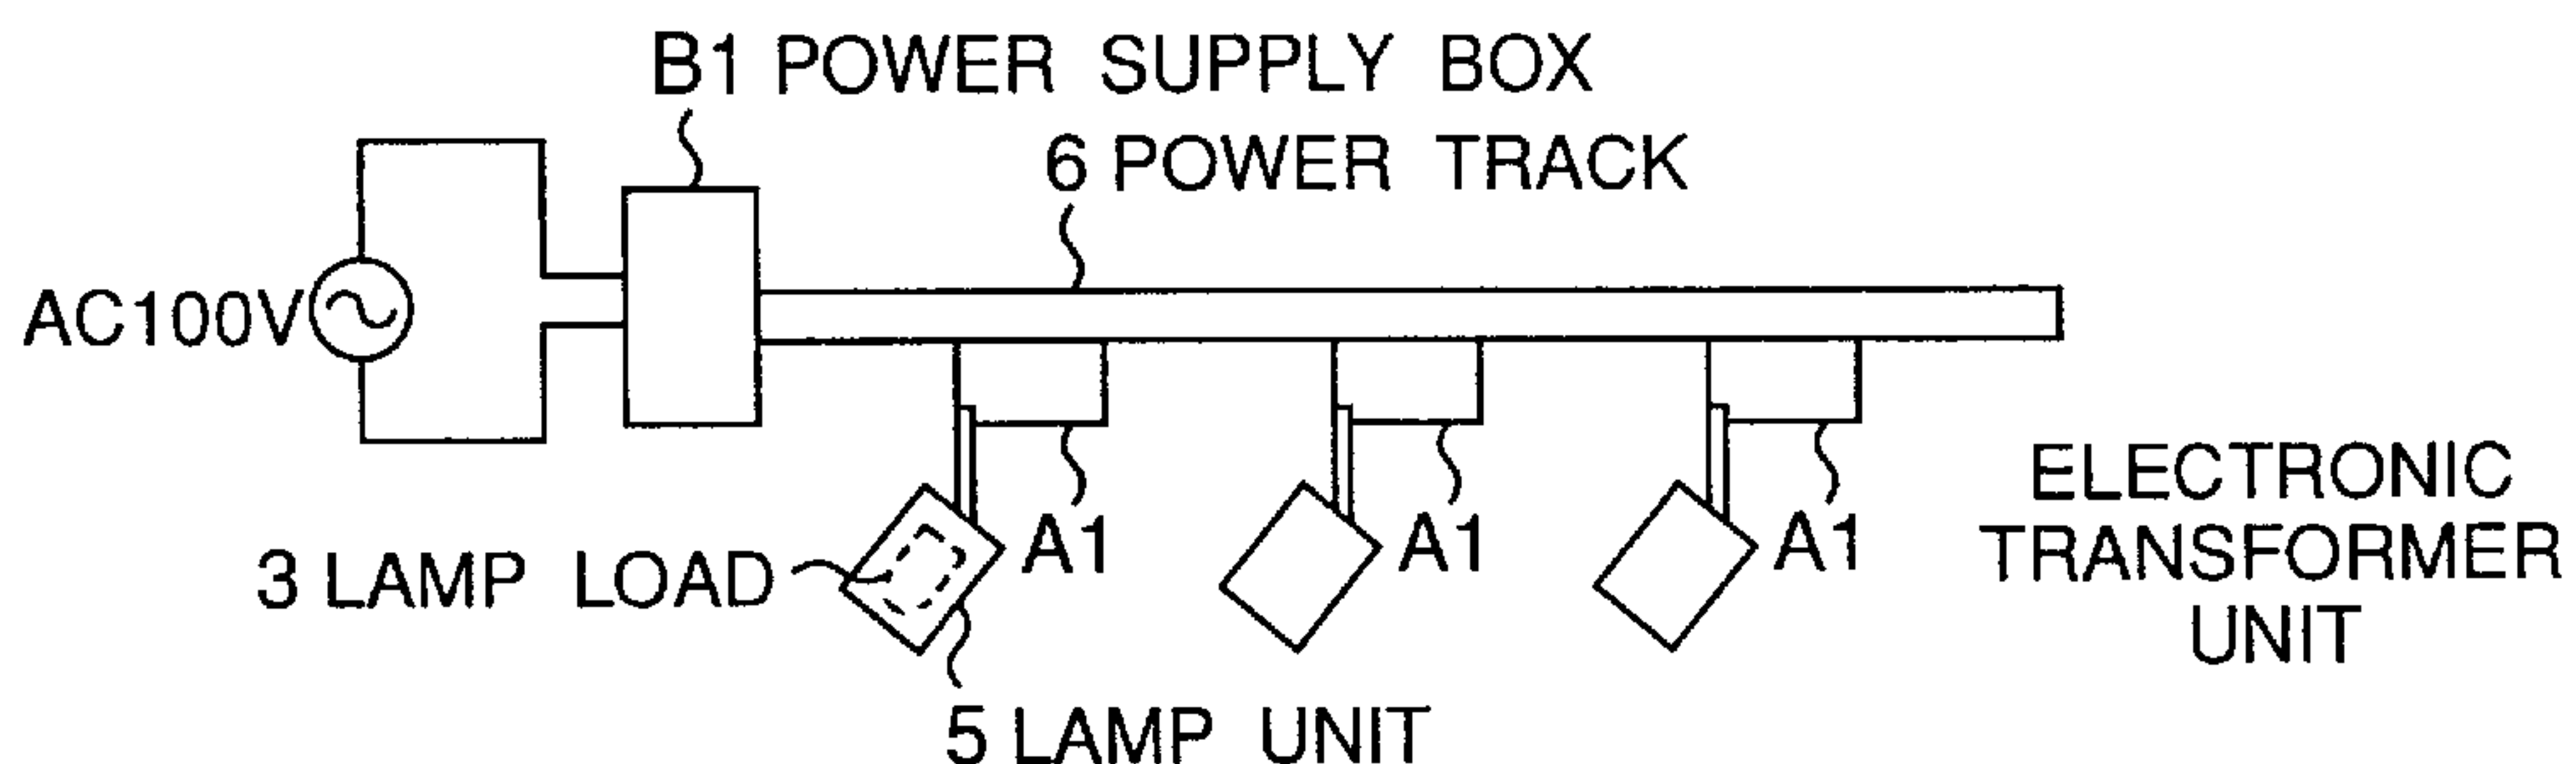 B1 POWER SUPPLY BOX
6 POWER TRACK
AC100V
3 LAMP LOAD
A1
A1
A1
ELECTRONIC
TRANSFORMER
UNIT
5 LAMP UNIT